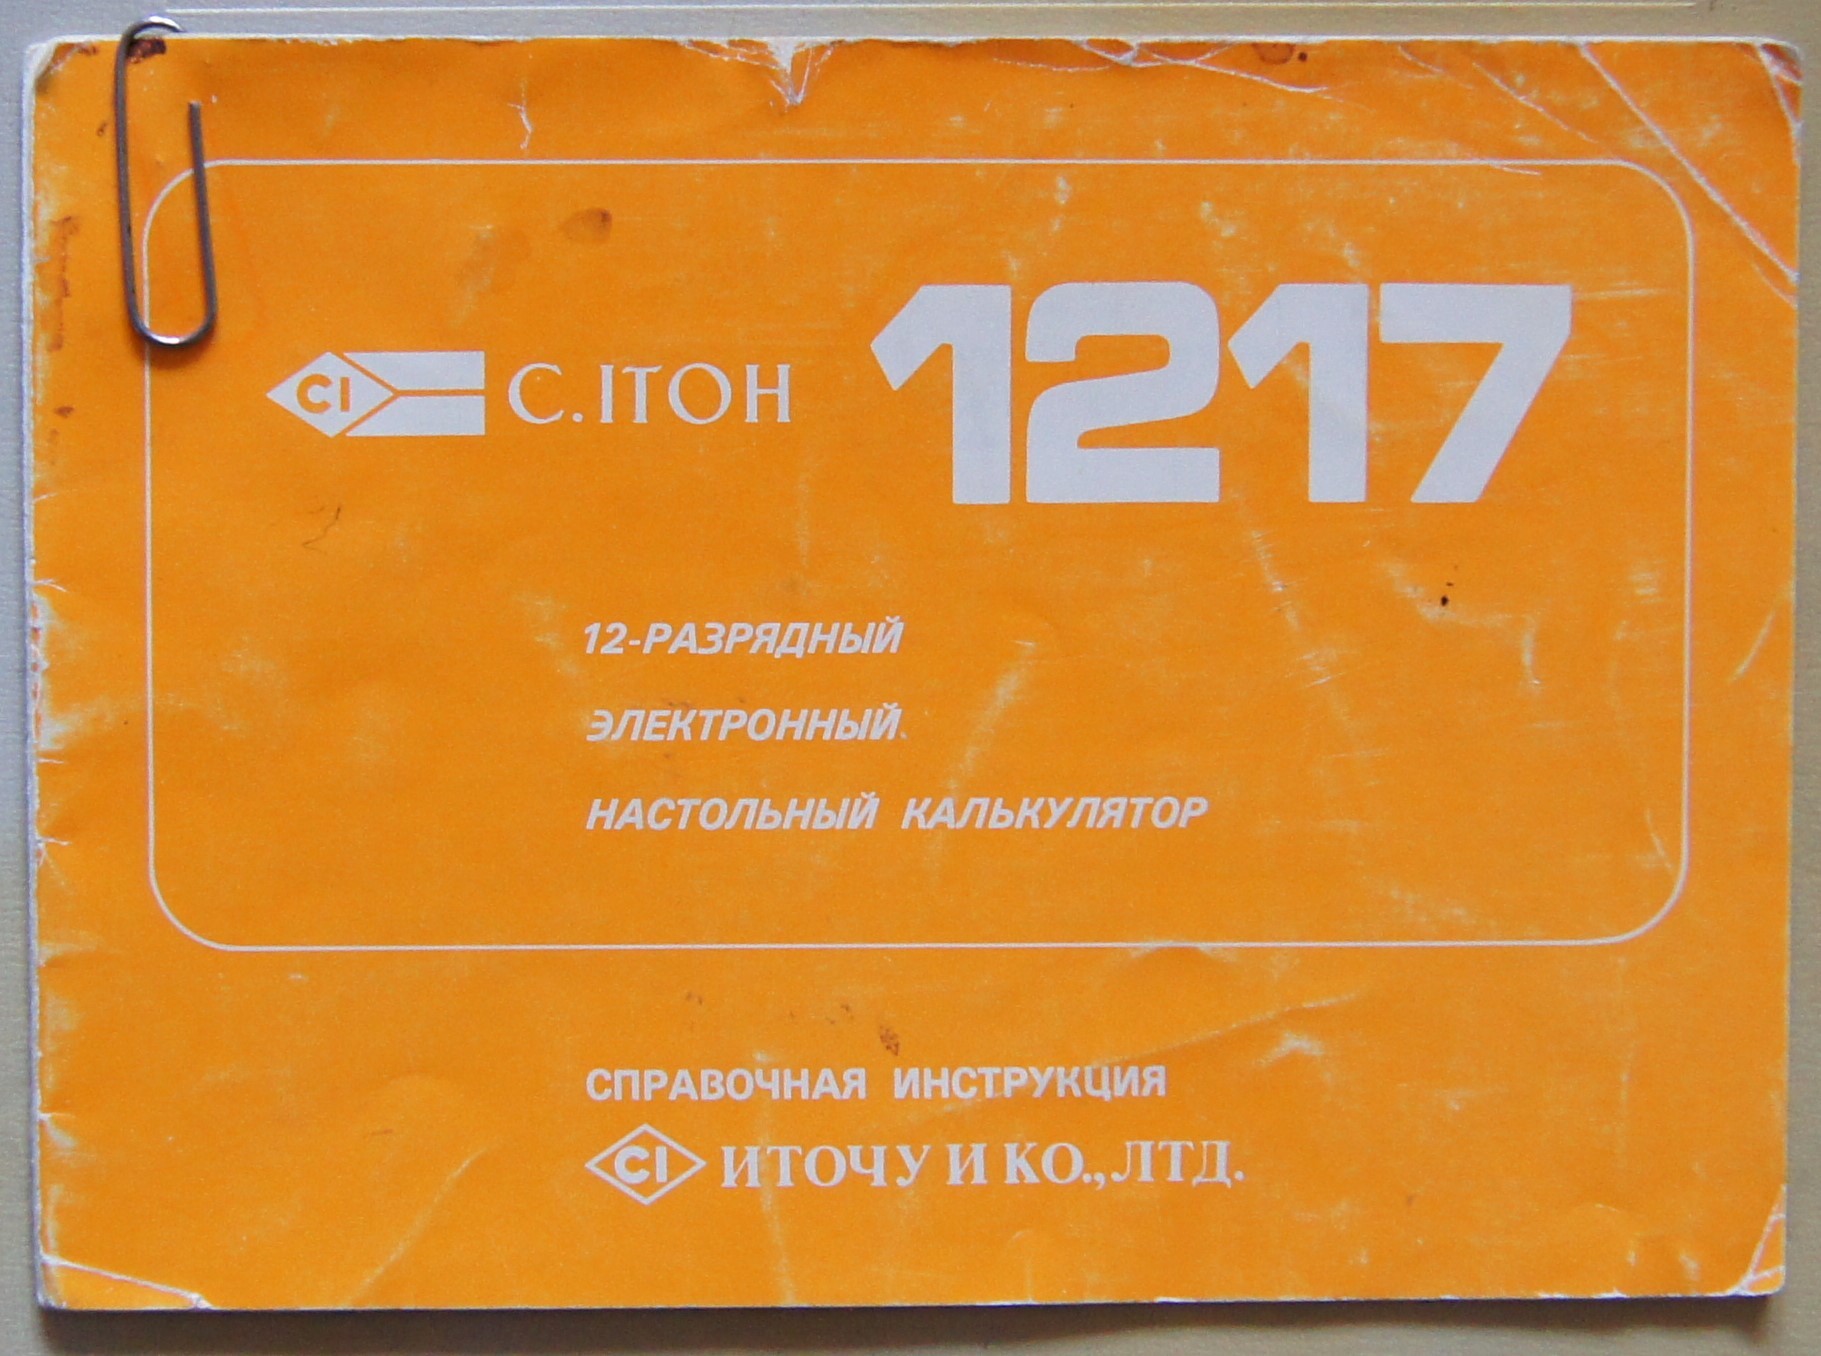 CI C. ITOH 1217
12-РАЗРЯДНЫЙ
ЭЛЕКТРОННЫЙ
НАСТОЛЬНЫЙ КАЛЬКУЛЯТОР
СПРАВОЧНАЯ ИНСТРУКЦИЯ
CI ИТОЧУ И КО.,ЛТД.